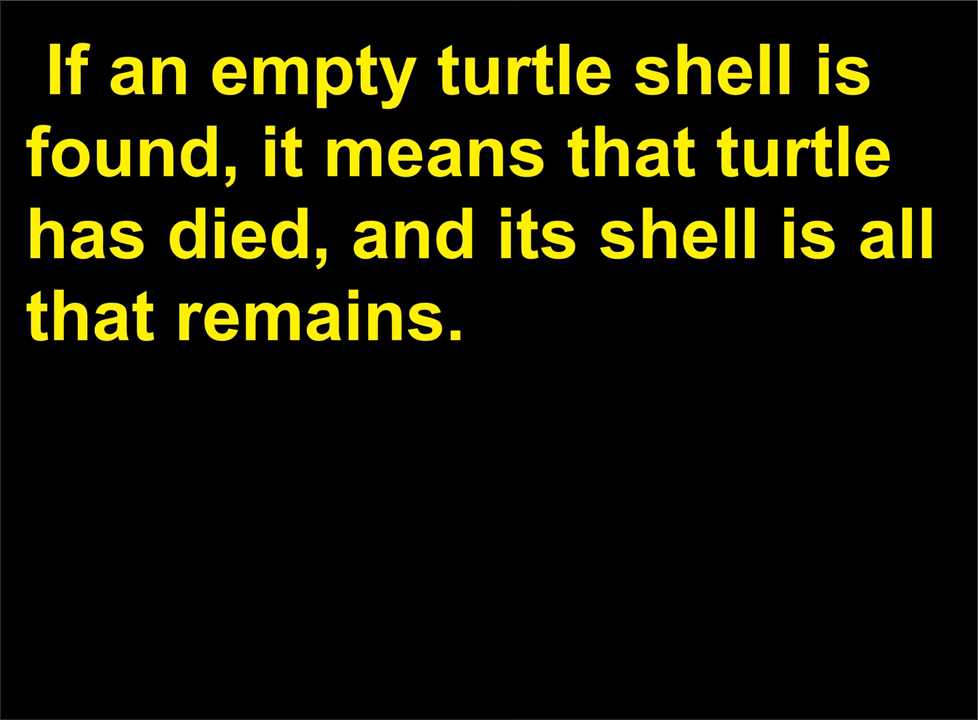 If an empty turtle shell is
found, it means that turtle
has died, and its shell is all
that remains.